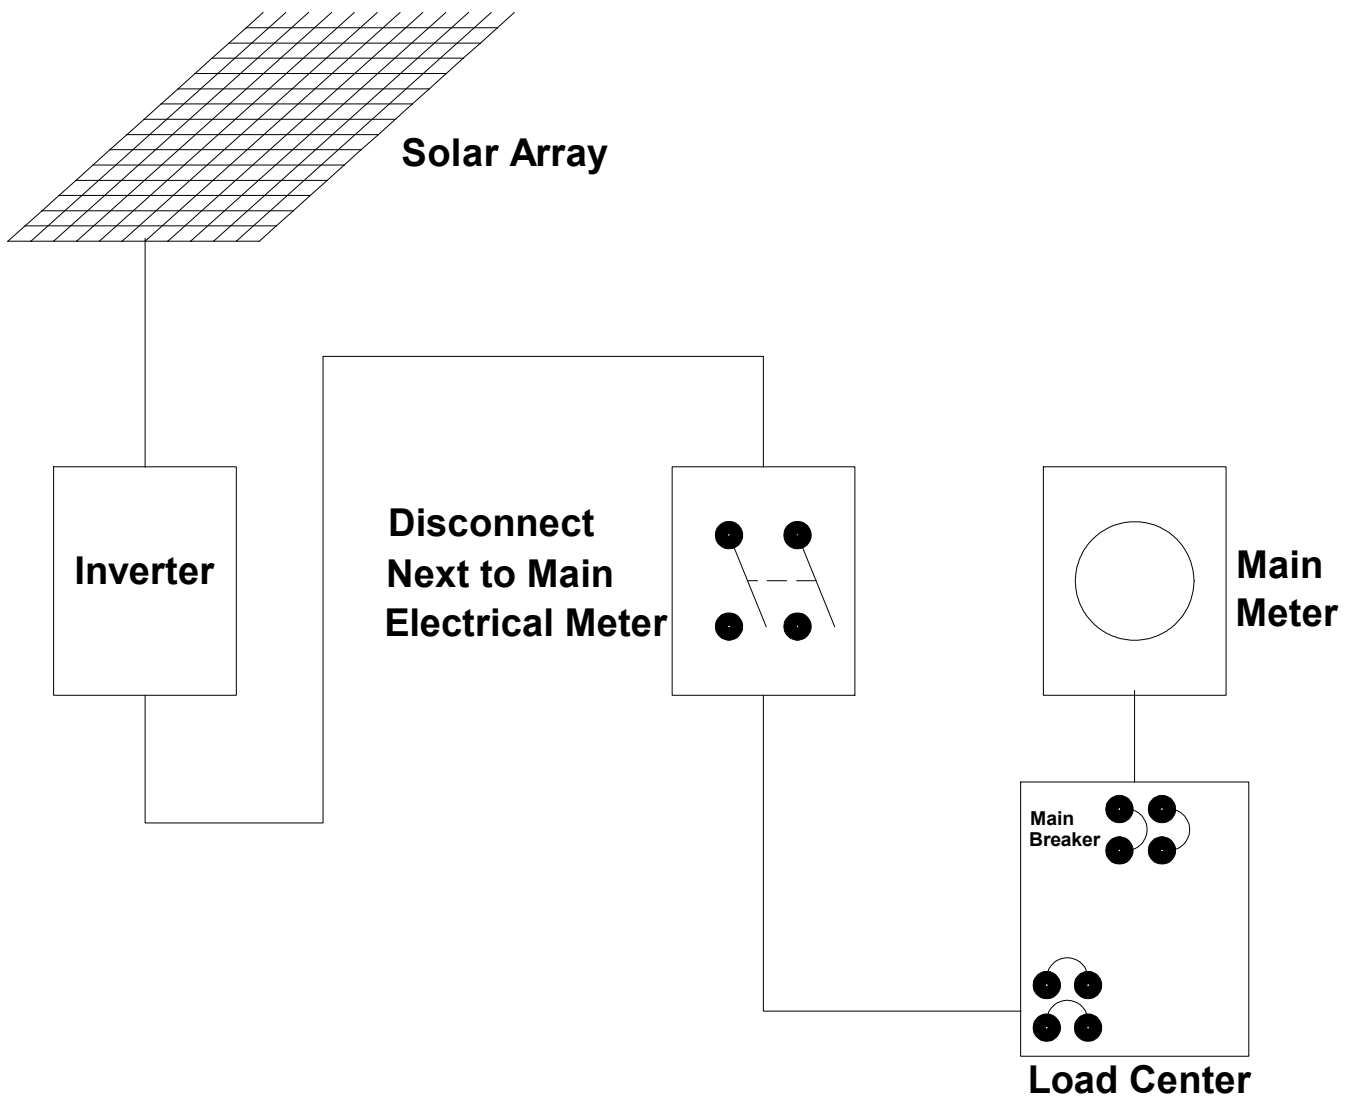 Solar Array
Inverter
Disconnect
Next to Main
Electrical Meter
Main
Meter
Main
Breaker
Load Center